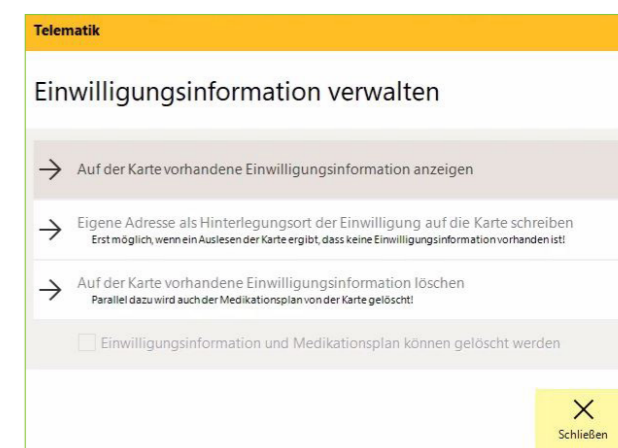 Telematik
Einwilligungsinformation verwalten
Auf der Karte vorhandene Einwilligungsinformation anzeigen
Eigene Adresse als Hinterlegungsort der Einwilligung auf die Karte schreiben
Erst möglich, wenn ein Auslesen der Karte ergibt, dass keine Einwilligungsinformation vorhanden ist!
Auf der Karte vorhandene Einwilligungsinformation löschen
Parallel dazu wird auch der Medikationsplan von der Karte gelöscht!
Einwilligungsinformation und Medikationsplan können gelöscht werden
Schließen